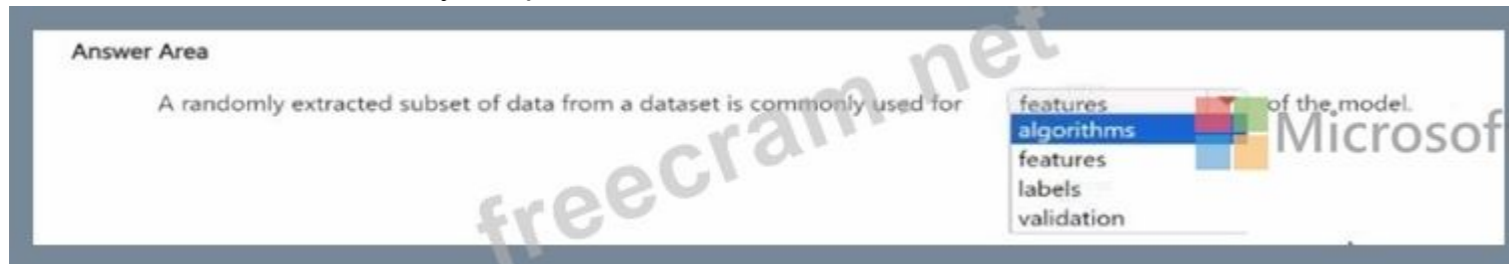 Answer Area
A randomly extracted subset of data from a dataset is commonly used for features of the model.
algorithms
features
labels
validation
Microsof
freecram.net